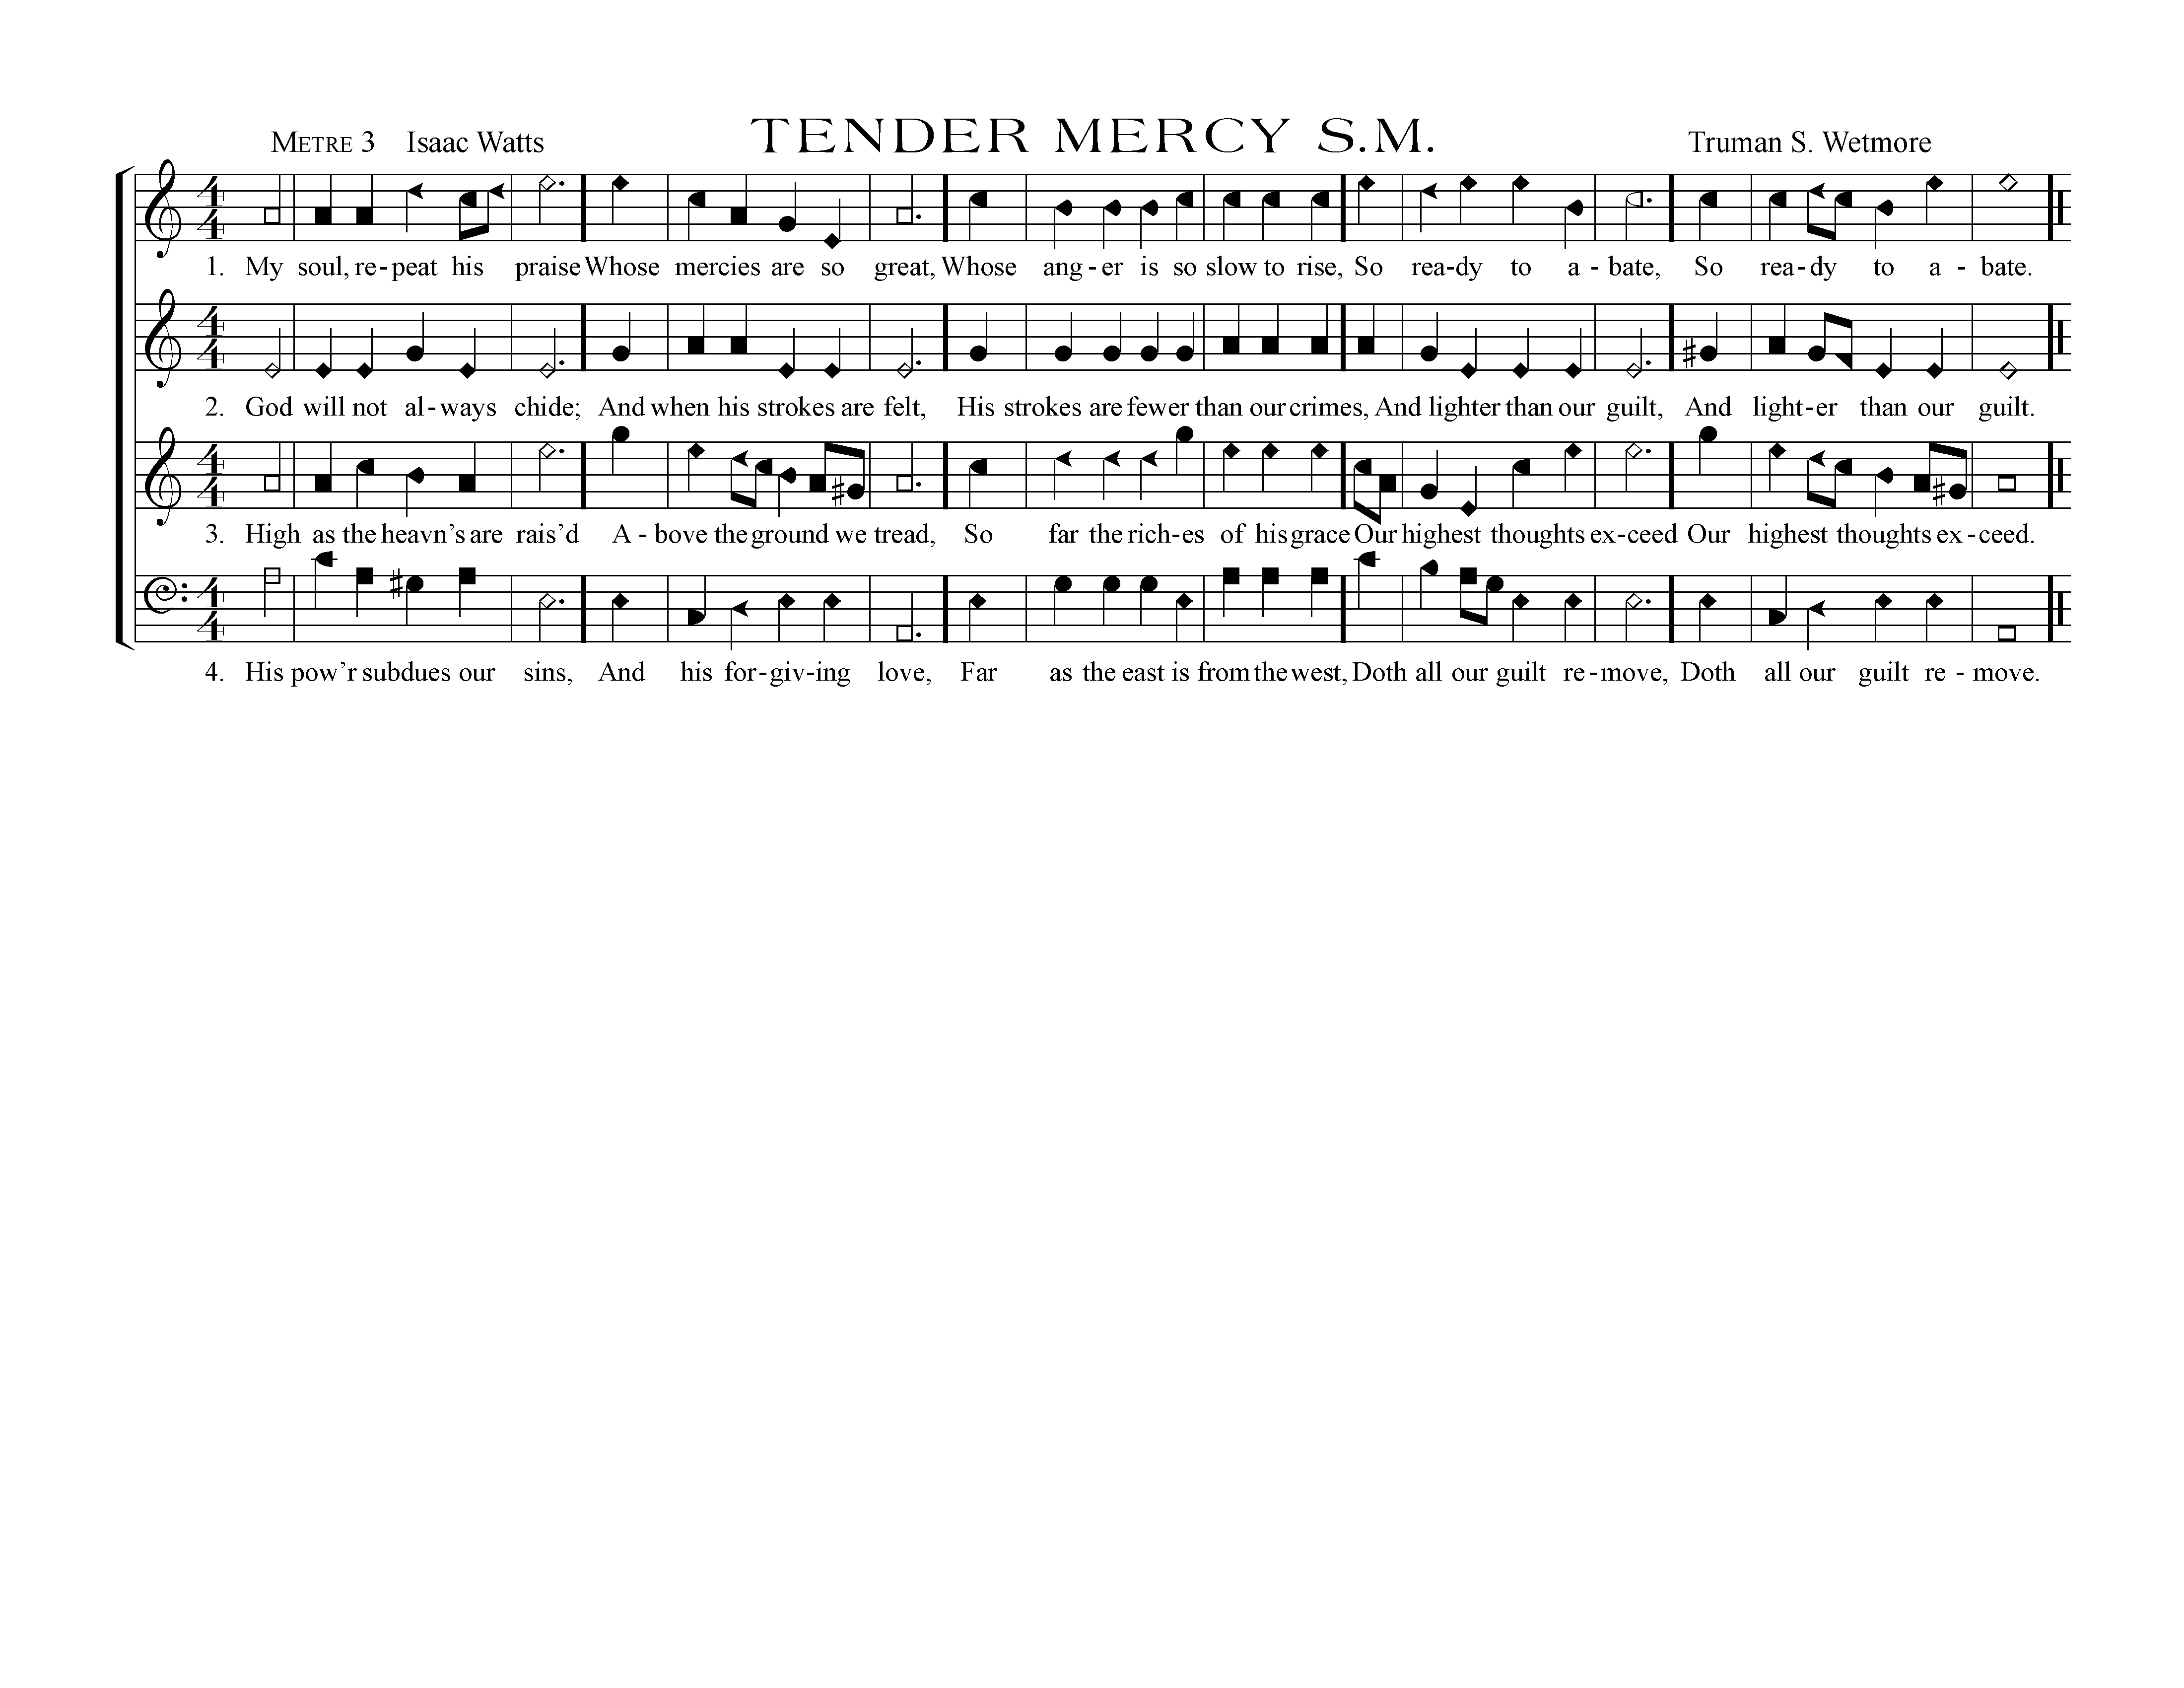 METRE 3 Isaac Watts TENDER MERCY S.M. Truman S. Wetmore
1. My soul, re-peat his praise Whose mercies are so great, Whose ang-er is so slow to rise, So rea-dy to a-bate, So rea-dy to a-bate.
2. God will not al-ways chide; And when his strokes are felt, His strokes are fewer than our crimes, And lighter than our guilt, And light-er than our guilt.
3. High as the heavn's are rais'd A-bove the ground we tread, So far the rich-es of his grace Our highest thoughts ex-ceed Our highest thoughts ex-ceed.
4. His pow'r subdues our sins, And his for-giv-ing love, Far as the east is from the west, Doth all our guilt re-move, Doth all our guilt re-move.